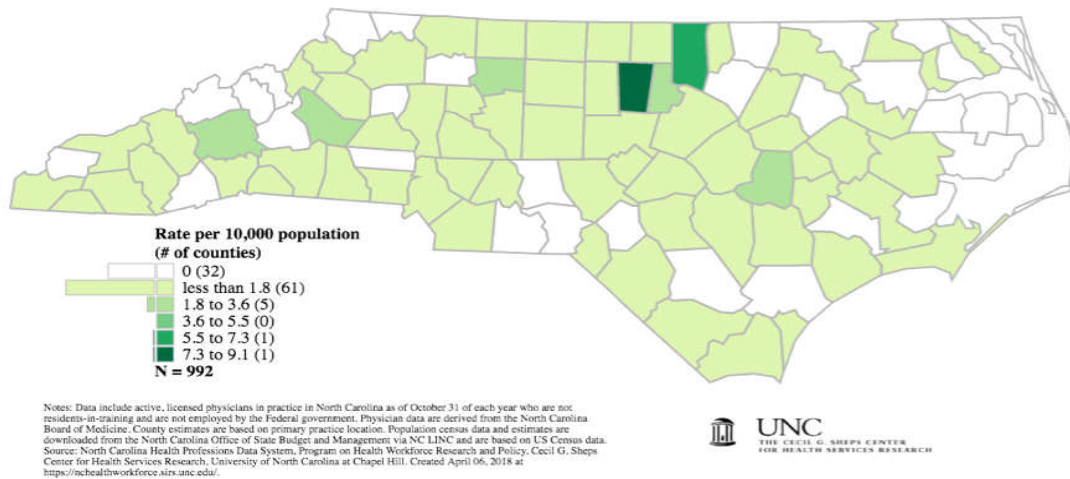 Rate per 10,000 population
(# of counties)
0 (32)
less than 1.8 (61)
1.8 to 3.6 (5)
3.6 to 5.5 (0)
5.5 to 7.3 (1)
7.3 to 9.1 (1)
N = 992
Notes: Data include active, licensed physicians in practice in North Carolina as of October 31 of each year who are not
residents-in-training and are not employed by the Federal government. Physician data are derived from the North Carolina
Board of Medicine. County estimates are based on primary practice location. Population census data and estimates are
downloaded from the North Carolina Office of State Budget and Management via NC LINC and are based on US Census data.
Source: North Carolina Health Professions Data System, Program on Health Workforce Research and Policy, Cecil G. Sheps
Center for Health Services Research, University of North Carolina at Chapel Hill. Created April 06, 2018 at
https://nchealthworkforce.sirs.unc.edu/.
UNC
THE CECIL G. SHEPS CENTER
FOR HEALTH SERVICES RESEARCH